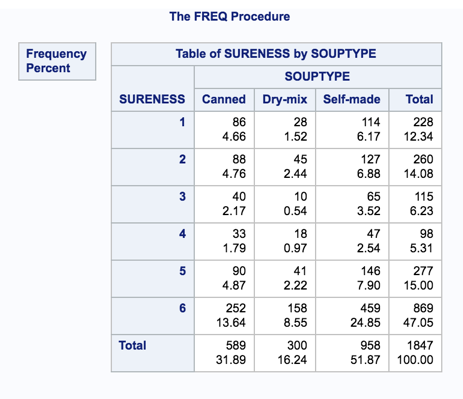 The FREQ Procedure
Frequency
Percent
Table of SURENESS by SOUPTYPE
SOUPTYPE
SURENESS Canned Dry-mix Self-made Total
1 86 28 114 228
4.66 1.52 6.17 12.34
2 88 45 127 260
4.76 2.44 6.88 14.08
3 40 10 65 115
2.17 0.54 3.52 6.23
4 33 18 47 98
1.79 0.97 2.54 5.31
5 90 41 146 277
4.87 2.22 7.90 15.00
6 252 158 459 869
13.64 8.55 24.85 47.05
Total 589 300 958 1847
31.89 16.24 51.87 100.00